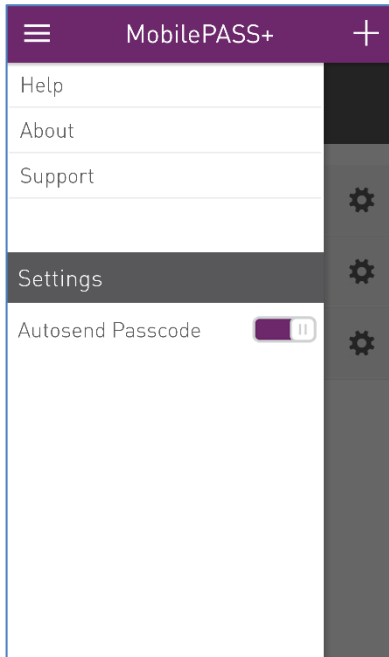 MobilePASS+
Help
About
Support
Settings
Autosend Passcode